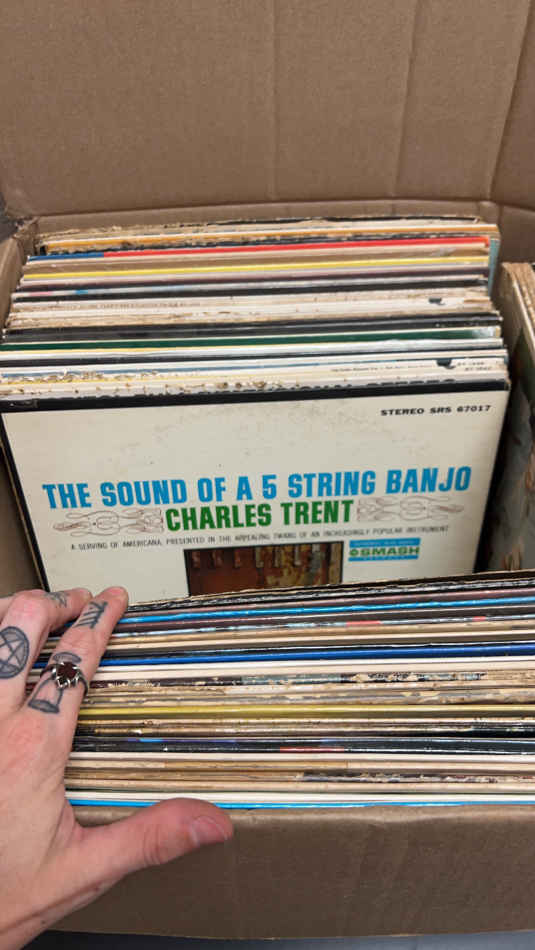 STEREO SRS 67017
THE SOUND OF A 5 STRING BANJO
CHARLES TRENT
A SERVING OF AMERICANA, PRESENTED IN THE APPEALING TWANG OF AN INCREASINGLY POPULAR INSTRUMENT
SMASH